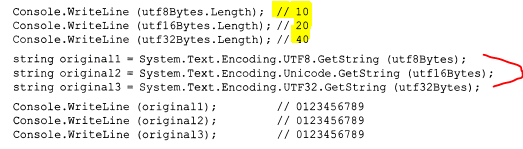 Console.WriteLine (utf8Bytes.Length); // 10
Console.WriteLine (utf16Bytes.Length); // 20
Console.WriteLine (utf32Bytes.Length); // 40
string original1 = System.Text.Encoding.UTF8.GetString (utf8Bytes);
string original2 = System.Text.Encoding.Unicode.GetString (utf16Bytes);
string original3 = System.Text.Encoding.UTF32.GetString (utf32Bytes);
Console.WriteLine (original1); // 0123456789
Console.WriteLine (original2); // 0123456789
Console.WriteLine (original3); // 0123456789